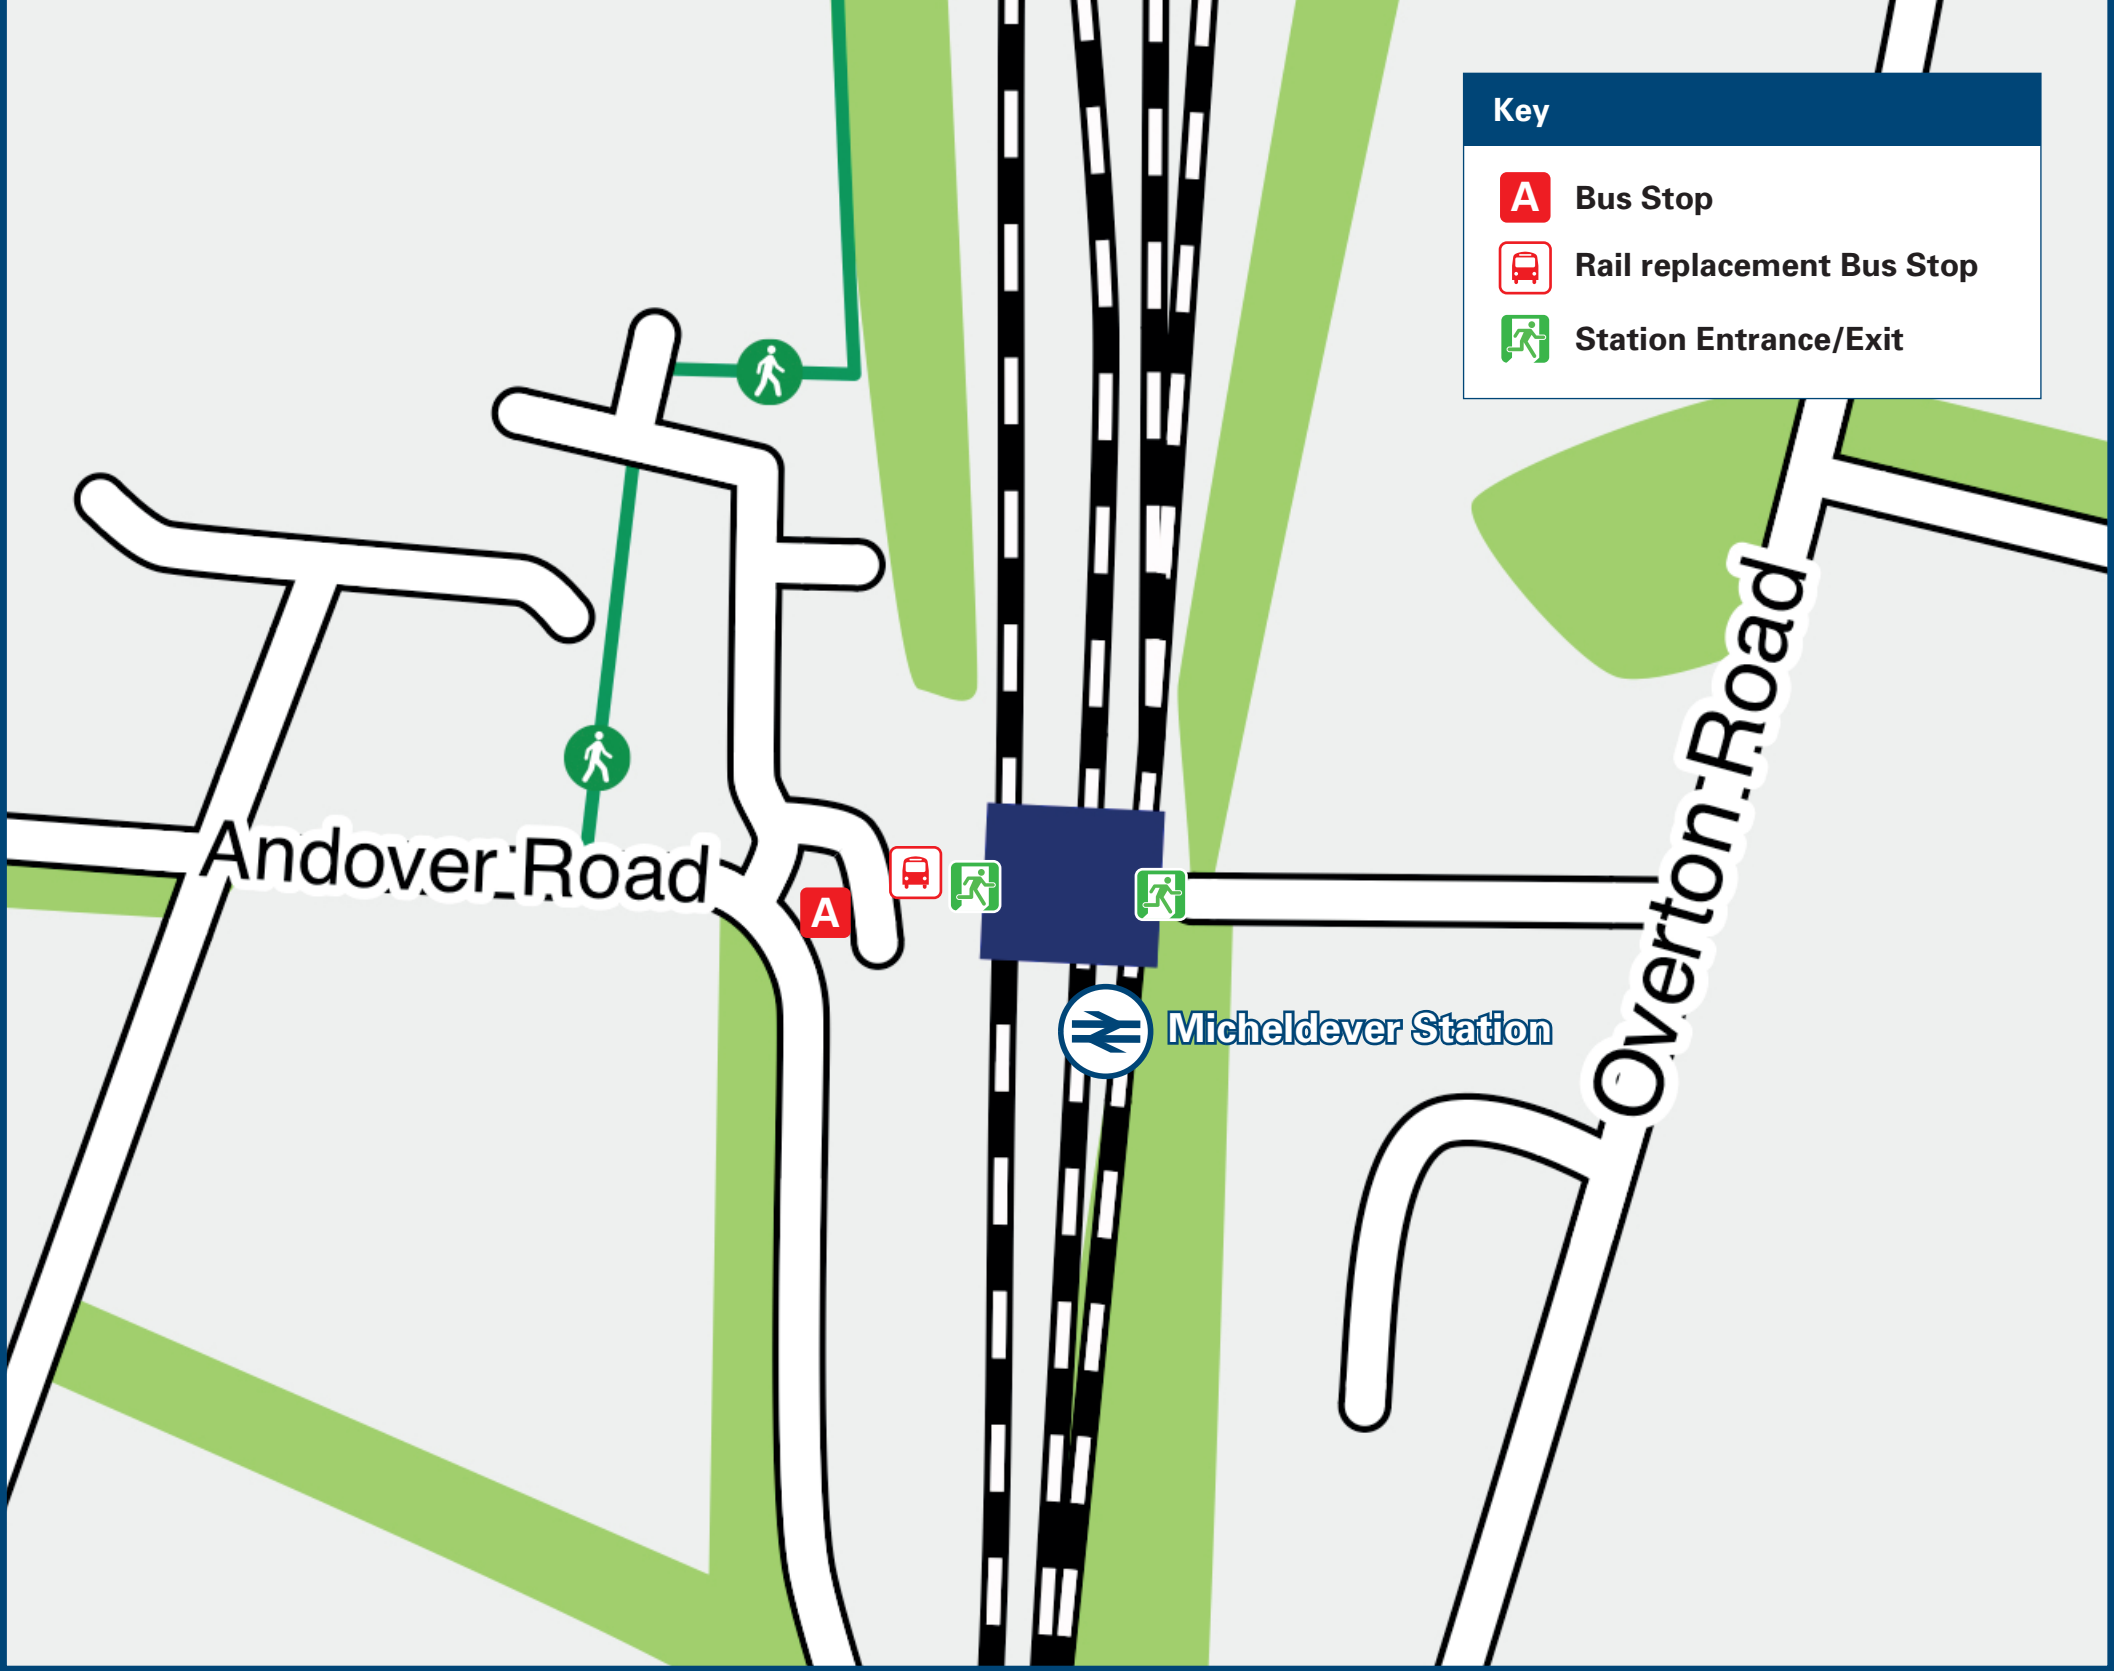 Key
A Bus Stop
Rail replacement Bus Stop
Station Entrance/Exit
Andover Road
A
Overton Road
Micheldever Station